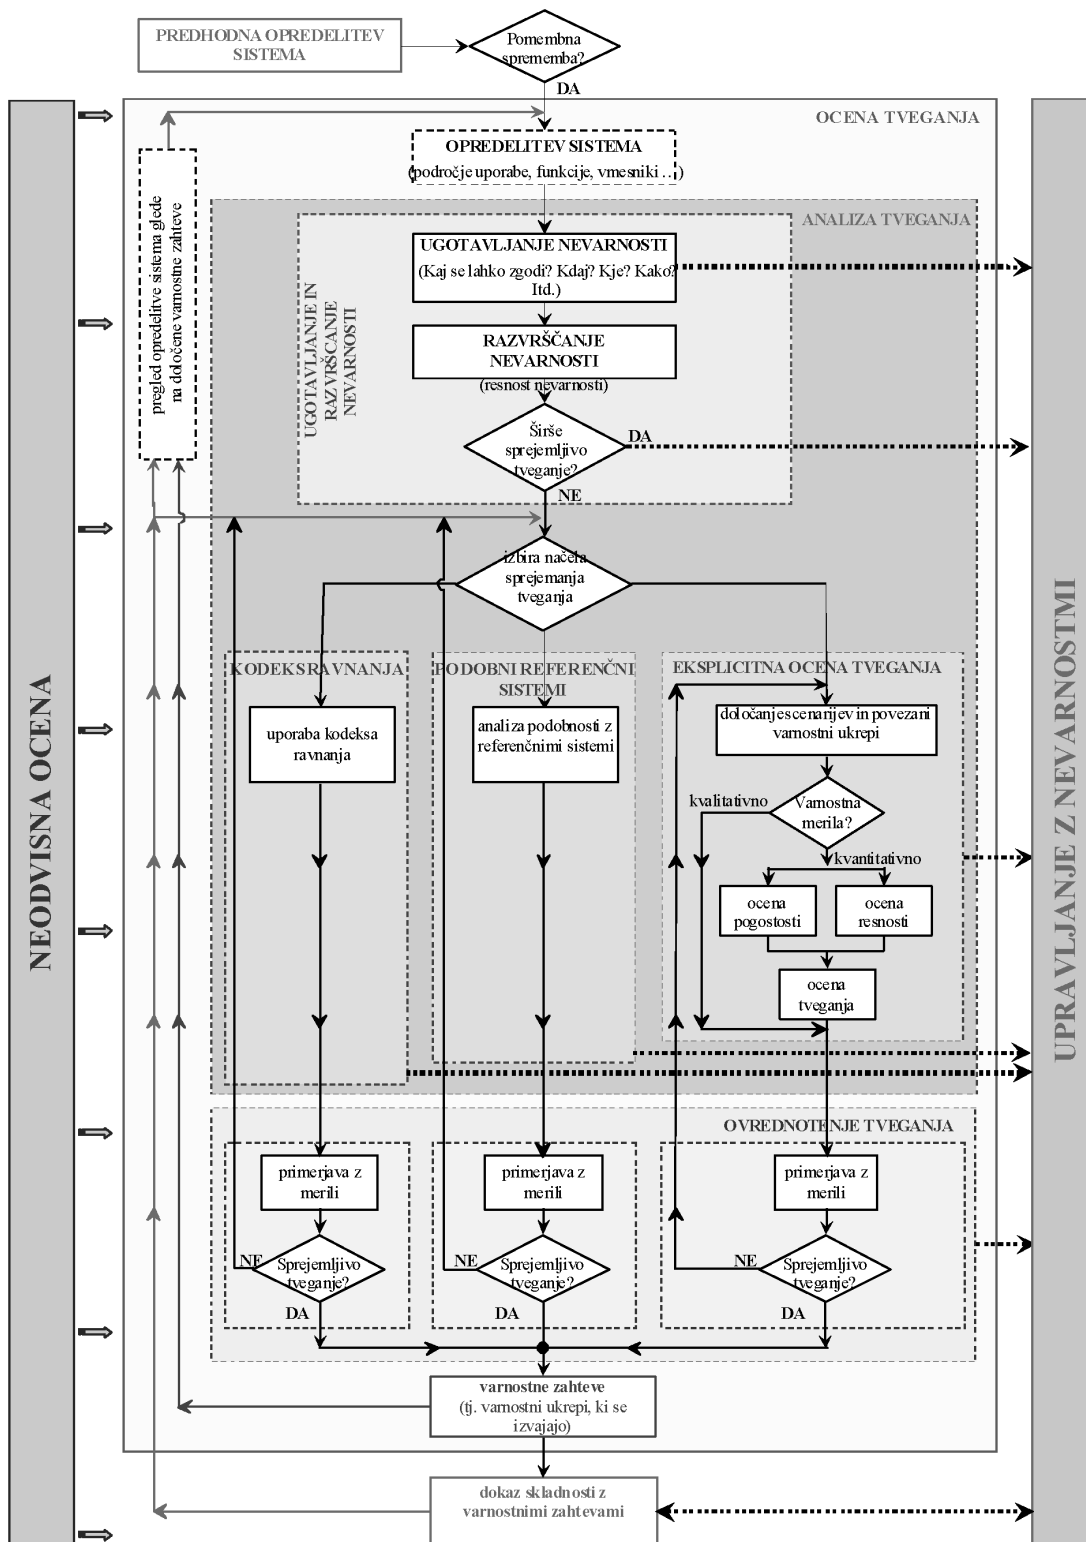 PREDHODNA OPREDELITEV
SISTEMA
Pomembna
sprememba?
DA
OCENA TVEGANJA
OPREDELITEV SISTEMA
(področje uporabe, funkcije, vmesniki …)
pregled opredelitve sistema glede
na določene varnostne zahteve
ANALIZA TVEGANJA
UGOTAVLJANJE IN
RAZVRŠČANJE
NEVARNOSTI
UGOTAVLJANJE NEVARNOSTI
(Kaj se lahko zgodi? Kdaj? Kje? Kako?
Itd.)
RAZVRŠČANJE
NEVARNOSTI
(resnost nevarnosti)
Širše
sprejemljivo
tveganje?
DA
NE
izbira načela
sprejemanja
tveganja
KODEKS RAVNANJA
uporaba kodeksa
ravnanja
PODOBNI REFERENČNI
SISTEMI
analiza podobnosti z
referenčnimi sistemi
EKSPLICITNA OCENA TVEGANJA
določanje scenarijev in povezani
varnostni ukrepi
kvalitativno
Varnostna
merila?
kvantitativno
ocena
pogostosti
ocena
resnosti
ocena
tveganja
OVREDNOTENJE TVEGANJA
primerjava z
merili
primerjava z
merili
primerjava z
merili
NE
Sprejemljivo
tveganje?
DA
NE
Sprejemljivo
tveganje?
DA
NE
Sprejemljivo
tveganje?
DA
varnostne zahteve
(tj. varnostni ukrepi, ki se
izvajajo)
dokaz skladnosti z
varnostnimi zahtevami
NEODVISNA OCENA
UPRAVLJANJE Z NEVARNOSTMI